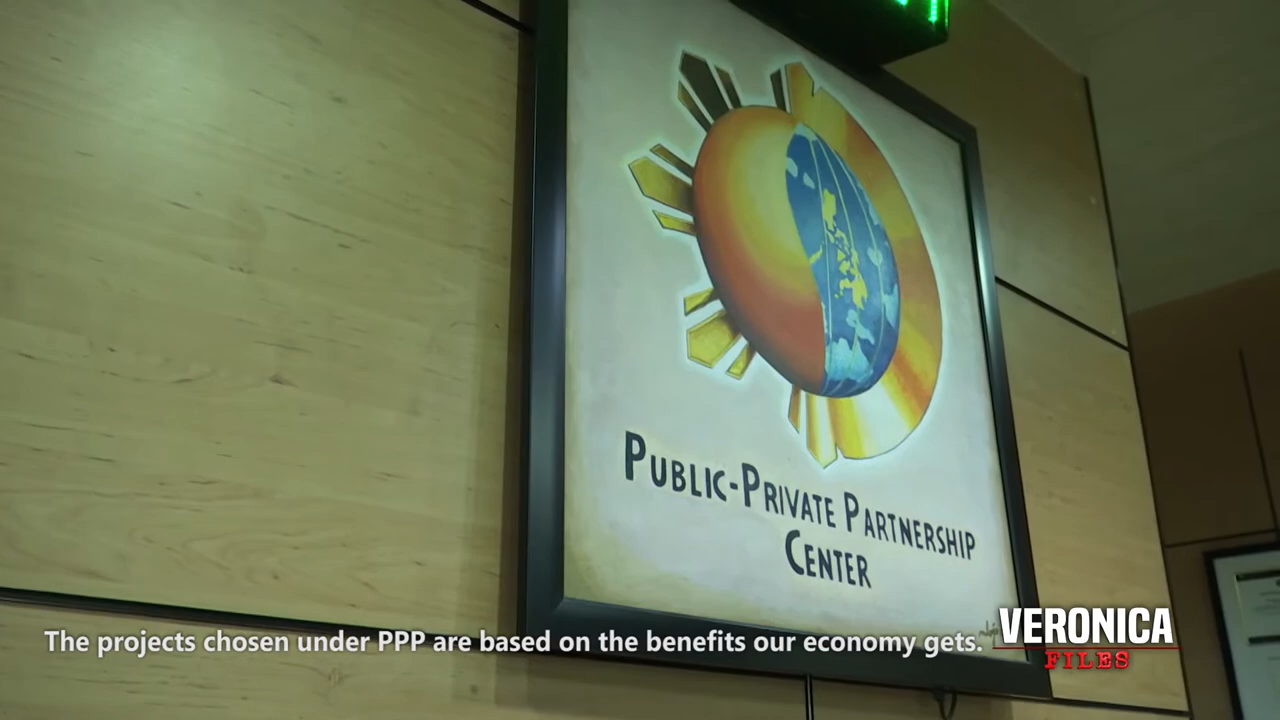 PUBLIC-PRIVATE PARTNERSHIP
CENTER
The projects chosen under PPP are based on the benefits our economy gets.
VERONICA
FILES